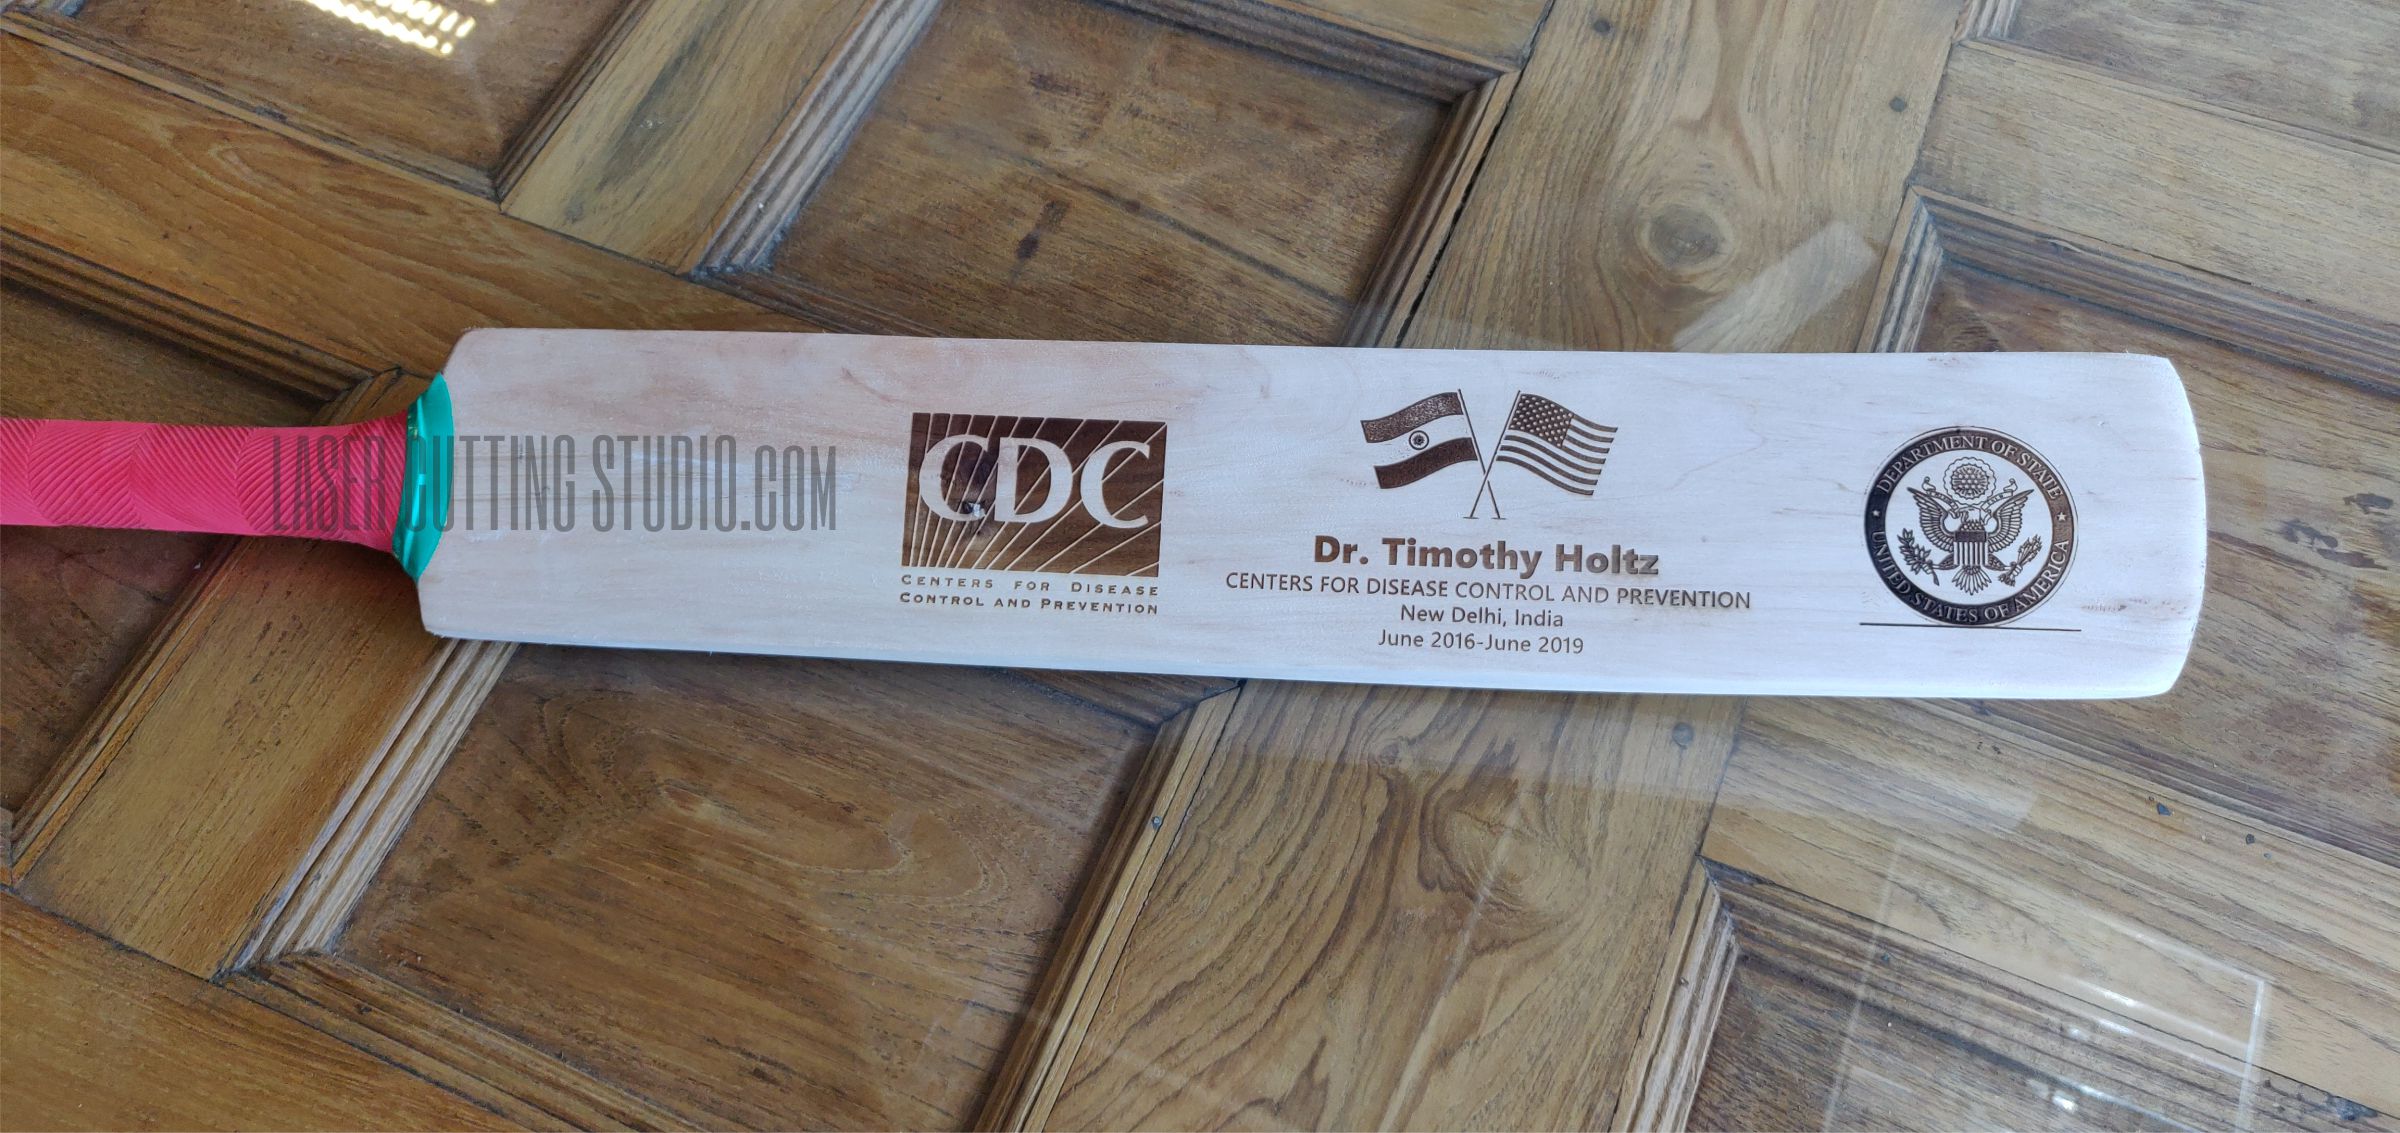 LASER CUTTING STUDIO.COM
CDC
CENTERS FOR DISEASE
CONTROL AND PREVENTION
Dr. Timothy Holtz
CENTERS FOR DISEASE CONTROL AND PREVENTION
New Delhi, India
June 2016-June 2019
DEPARTMENT OF STATE
UNITED STATES OF AMERICA